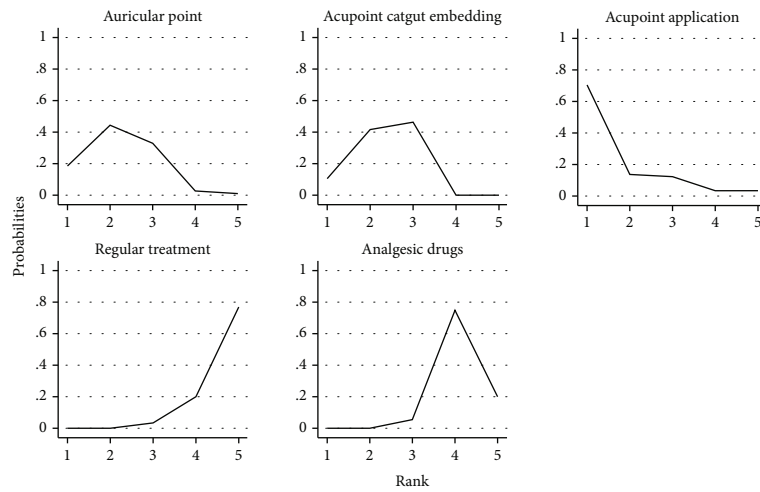 Auricular point
1
.8
.6
.4
.2
0
1 2 3 4 5
Acupoint catgut embedding
1
.8
.6
.4
.2
0
1 2 3 4 5
Acupoint application
1
.8
.6
.4
.2
0
1 2 3 4 5
Probabilities
Regular treatment
1
.8
.6
.4
.2
0
1 2 3 4 5
Analgesic drugs
1
.8
.6
.4
.2
0
1 2 3 4 5
Rank